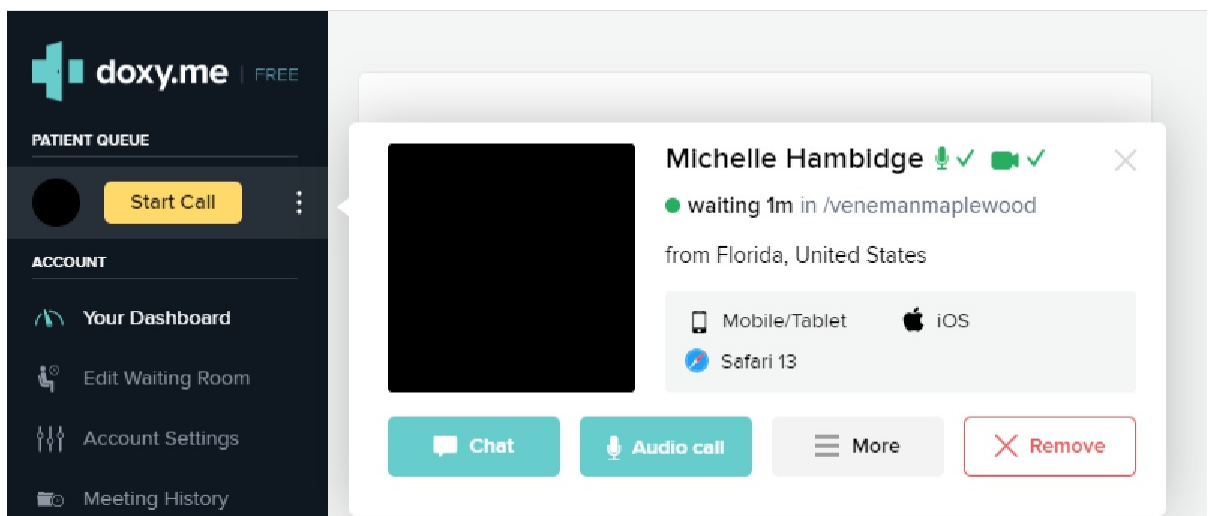 doxy.me | FREE
PATIENT QUEUE
Start Call
ACCOUNT
Your Dashboard
Edit Waiting Room
Account Settings
Meeting History
Michelle Hambidge
waiting 1m in /venemanmaplewood
from Florida, United States
Mobile/Tablet iOS
Safari 13
Chat Audio call More Remove